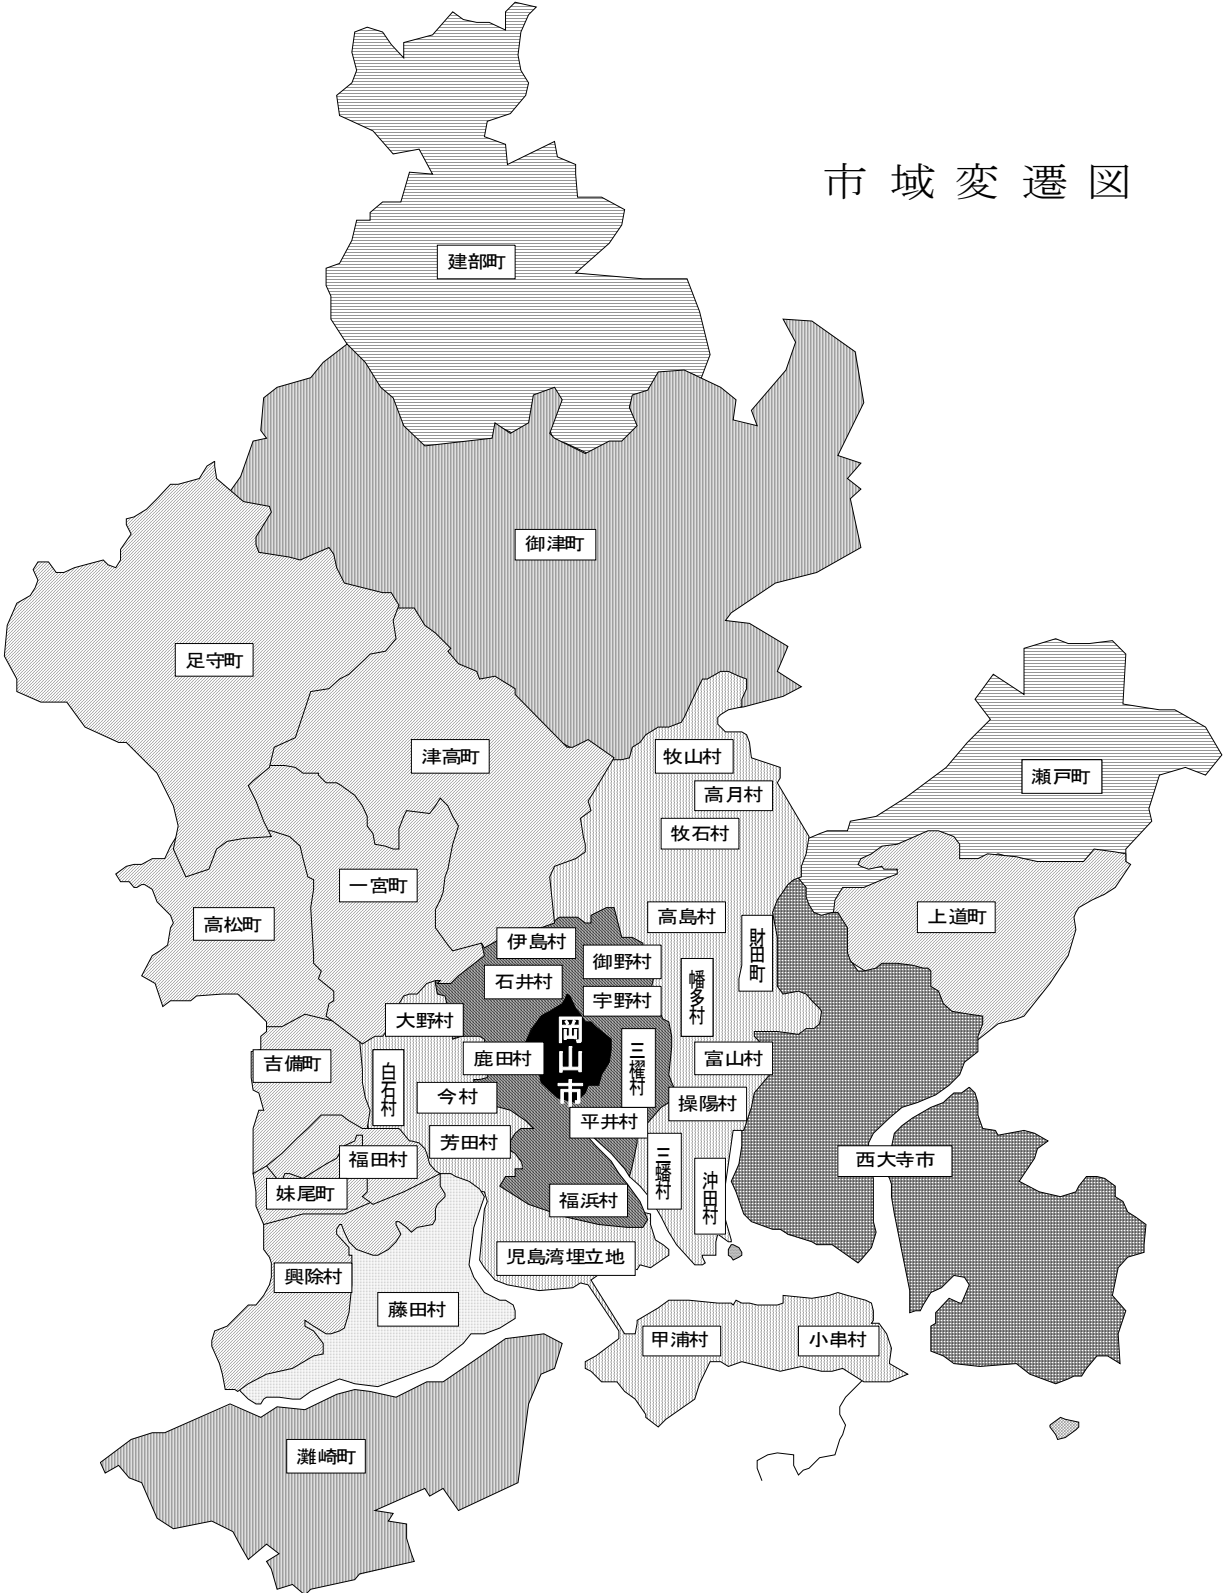 市域変遷図
建部町
御津町
足守町
津高町
牧山村
瀬戸町
高月村
牧石村
一宮町
高松町
高島村
上道町
伊島村
財田町
御野村
石井村
幡多村
宇野村
大野村
岡山市
三櫂村
鹿田村
富山村
吉備町
白石村
今村
操陽村
平井村
芳田村
福田村
三蟠村
西大寺市
沖田村
妹尾町
福浜村
児島湾埋立地
興除村
藤田村
甲浦村
小串村
灘崎町